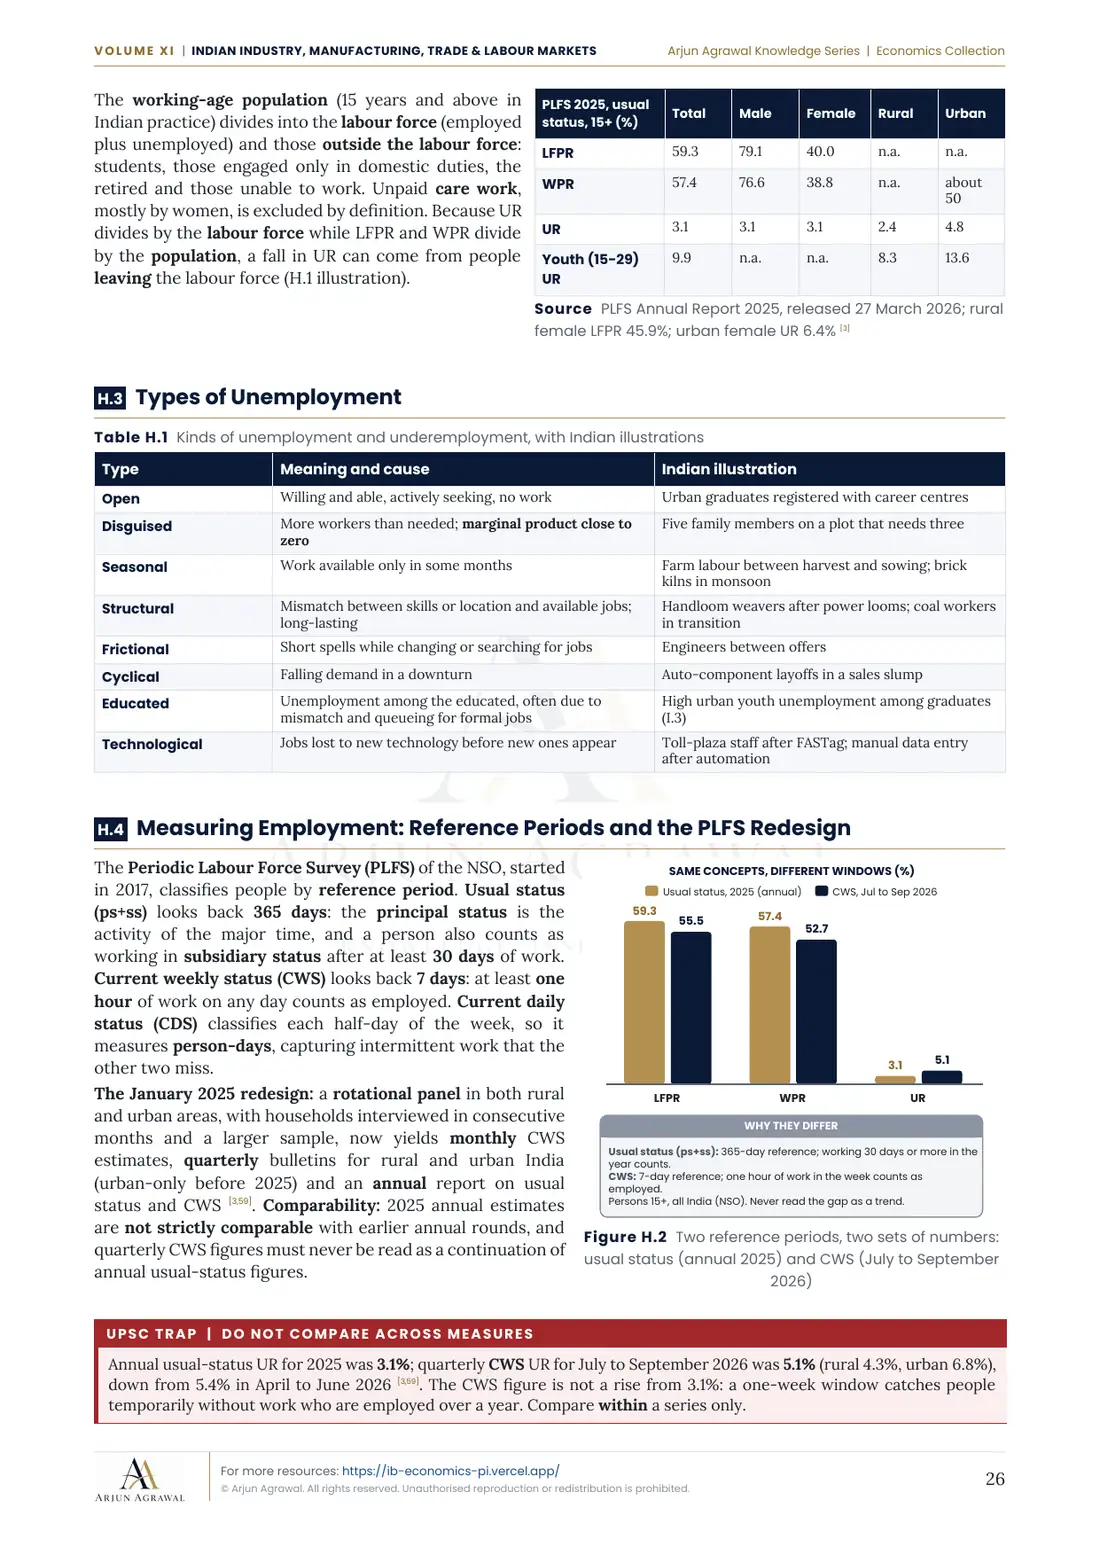 VOLUME XI | INDIAN INDUSTRY, MANUFACTURING, TRADE & LABOUR MARKETS
Arjun Agrawal Knowledge Series | Economics Collection
The working-age population (15 years and above in
Indian practice) divides into the labour force (employed
plus unemployed) and those outside the labour force:
students, those engaged only in domestic duties, the
retired and those unable to work. Unpaid care work,
mostly by women, is excluded by definition. Because UR
divides by the labour force while LFPR and WPR divide
by the population, a fall in UR can come from people
leaving the labour force (H.1 illustration).
PLFS 2025, usual status, 15+ (%) Total Male Female Rural Urban
LFPR 59.3 79.1 40.0 n.a. n.a.
WPR 57.4 76.6 38.8 n.a. about 50
UR 3.1 3.1 3.1 2.4 4.8
Youth (15-29) UR 9.9 n.a. n.a. 8.3 13.6
Source PLFS Annual Report 2025, released 27 March 2026; rural
female LFPR 45.9%; urban female UR 6.4% [3]
H.3 Types of Unemployment
Table H.1 Kinds of unemployment and underemployment, with Indian illustrations
Type Meaning and cause Indian illustration
Open Willing and able, actively seeking, no work Urban graduates registered with career centres
Disguised More workers than needed; marginal product close to zero Five family members on a plot that needs three
Seasonal Work available only in some months Farm labour between harvest and sowing; brick kilns in monsoon
Structural Mismatch between skills or location and available jobs; long-lasting Handloom weavers after power looms; coal workers in transition
Frictional Short spells while changing or searching for jobs Engineers between offers
Cyclical Falling demand in a downturn Auto-component layoffs in a sales slump
Educated Unemployment among the educated, often due to mismatch and queueing for formal jobs High urban youth unemployment among graduates (I.3)
Technological Jobs lost to new technology before new ones appear Toll-plaza staff after FASTag; manual data entry after automation
H.4 Measuring Employment: Reference Periods and the PLFS Redesign
The Periodic Labour Force Survey (PLFS) of the NSO, started
in 2017, classifies people by reference period. Usual status
(ps+ss) looks back 365 days: the principal status is the
activity of the major time, and a person also counts as
working in subsidiary status after at least 30 days of work.
Current weekly status (CWS) looks back 7 days: at least one
hour of work on any day counts as employed. Current daily
status (CDS) classifies each half-day of the week, so it
measures person-days, capturing intermittent work that the
other two miss.
The January 2025 redesign: a rotational panel in both rural
and urban areas, with households interviewed in consecutive
months and a larger sample, now yields monthly CWS
estimates, quarterly bulletins for rural and urban India
(urban-only before 2025) and an annual report on usual
status and CWS [3,59]. Comparability: 2025 annual estimates
are not strictly comparable with earlier annual rounds, and
quarterly CWS figures must never be read as a continuation of
annual usual-status figures.
SAME CONCEPTS, DIFFERENT WINDOWS (%)
Usual status, 2025 (annual) CWS, Jul to Sep 2026
59.3 55.5 57.4 52.7 3.1 5.1
LFPR WPR UR
WHY THEY DIFFER
Usual status (ps+ss): 365-day reference; working 30 days or more in the
year counts.
CWS: 7-day reference; one hour of work in the week counts as
employed.
Persons 15+, all India (NSO). Never read the gap as a trend.
Figure H.2 Two reference periods, two sets of numbers:
usual status (annual 2025) and CWS (July to September
2026)
UPSC TRAP | DO NOT COMPARE ACROSS MEASURES
Annual usual-status UR for 2025 was 3.1%; quarterly CWS UR for July to September 2026 was 5.1% (rural 4.3%, urban 6.8%),
down from 5.4% in April to June 2026 [3,59]. The CWS figure is not a rise from 3.1%: a one-week window catches people
temporarily without work who are employed over a year. Compare within a series only.
ARJUN AGRAWAL
For more resources: https://ib-economics-pi.vercel.app/
© Arjun Agrawal. All rights reserved. Unauthorised reproduction or redistribution is prohibited.
26